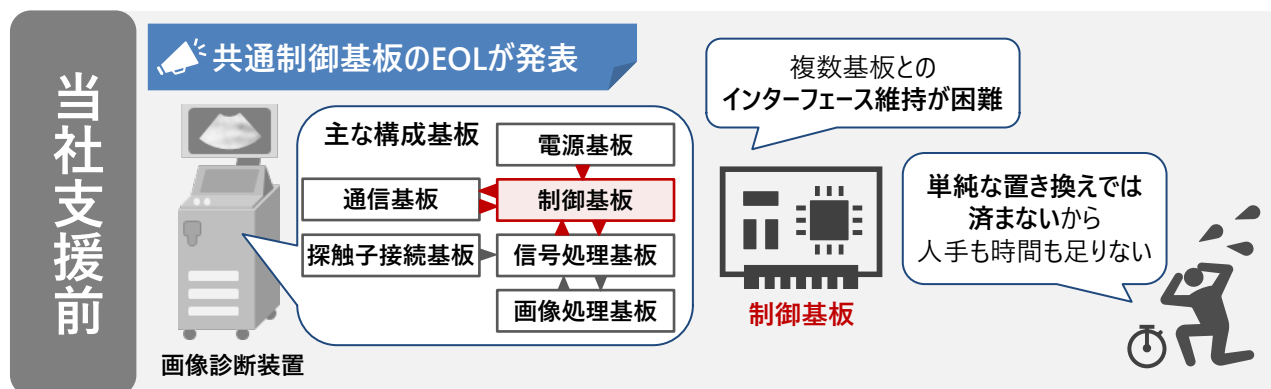 当社支援前
共通制御基板のEOLが発表
主な構成基板
電源基板
通信基板
制御基板
探触子接続基板
信号処理基板
画像処理基板
画像診断装置
複数基板との
インターフェース維持が困難
制御基板
単純な置き換えでは
済まないから
人手も時間も足りない